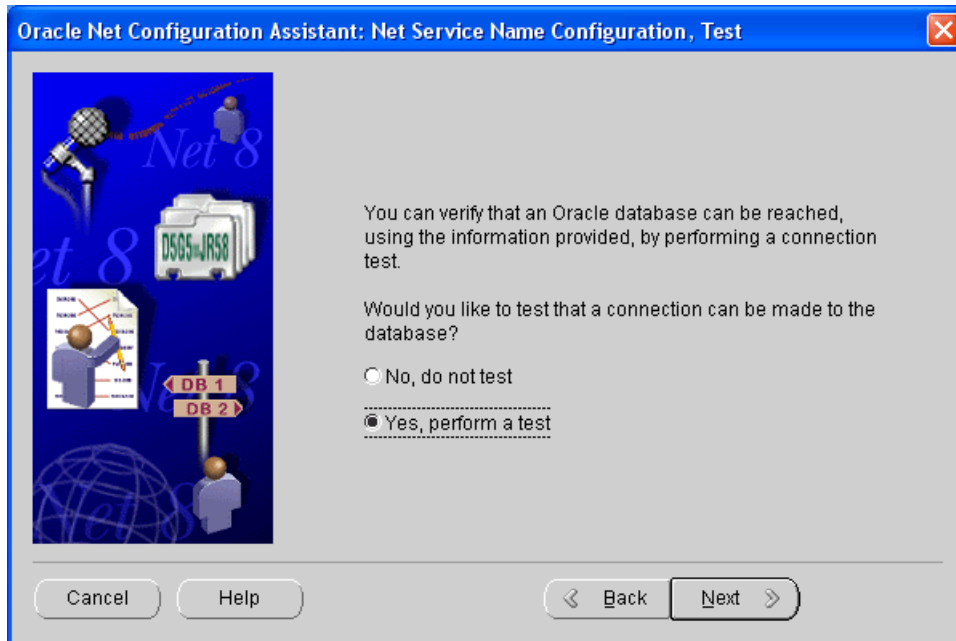 Oracle Net Configuration Assistant: Net Service Name Configuration, Test
Net 8
D5G5
JR58
et 8
DB 1
DB 2
Net 8
You can verify that an Oracle database can be reached,
using the information provided, by performing a connection
test.
Would you like to test that a connection can be made to the
database?
No, do not test
Yes, perform a test
Cancel
Help
Back
Next